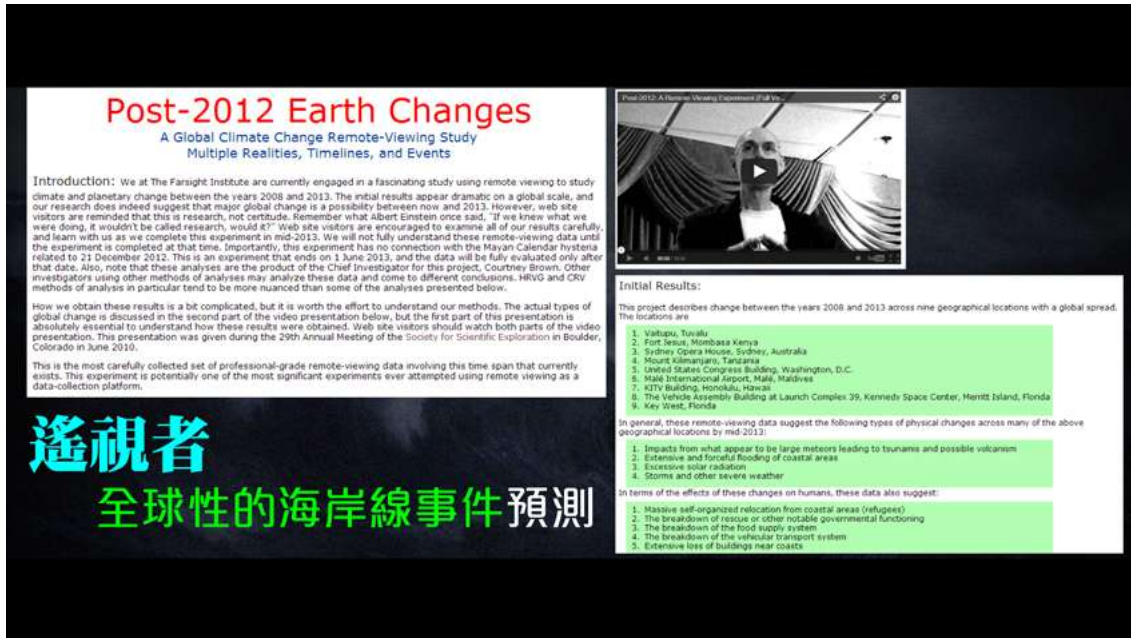 Post-2012 Earth Changes
A Global Climate Change Remote-Viewing Study
Multiple Realities, Timelines, and Events
Introduction: We at The Farsight Institute are currently engaged in a fascinating study using remote viewing to study
climate and planetary change between the years 2008 and 2013. The initial results appear dramatic on a global scale, and
our research does indeed suggest that major global change is a possibility between now and 2013. However, web site
visitors are reminded that this is research, not certitude. Remember what Albert Einstein once said, "If we knew what we
were doing, it wouldn't be called research, would it?" Web site visitors are encouraged to examine all of our results carefully,
and learn with us as we complete this experiment in mid-2013. We will not fully understand these remote-viewing data until
the experiment is completed at that time. Importantly, this experiment has no connection with the Mayan Calendar hysteria
related to 21 December 2012. This is an experiment that ends on 1 June 2013, and the data will be fully evaluated only after
that date. Also, note that these analyses are the product of the Chief Investigator for this project, Courtney Brown. Other
investigators using other methods of analyses may analyze these data and come to different conclusions. HRVG and CRV
methods of analysis in particular tend to be more nuanced than some of the analyses presented below.
How we obtain these results is a bit complicated, but it is worth the effort to understand our methods. The actual types of
global change is discussed in the second part of the video presentation below, but the first part of this presentation is
absolutely essential to understand how these results were obtained. Web site visitors should watch both parts of the video
presentation. This presentation was given during the 29th Annual Meeting of the Society for Scientific Exploration in Boulder,
Colorado in June 2010.
This is the most carefully collected set of professional-grade remote-viewing data involving this time span that currently
exists. This experiment is potentially one of the most significant experiments ever attempted using remote viewing as a
data-collection platform.
遙視者
全球性的海岸線事件預測
Post-2012: A Remote Viewing Experiment (Full Ve...
Initial Results:
This project describes change between the years 2008 and 2013 across nine geographical locations with a global spread.
The locations are
1. Vaitupu, Tuvalu
2. Fort Jesus, Mombasa Kenya
3. Sydney Opera House, Sydney, Australia
4. Mount Kilimanjaro, Tanzania
5. United States Congress Building, Washington, D.C.
6. Malé International Airport, Malé, Maldives
7. KITV Building, Honolulu, Hawaii
8. The Vehicle Assembly Building at Launch Complex 39, Kennedy Space Center, Merritt Island, Florida
9. Key West, Florida
In general, these remote-viewing data suggest the following types of physical changes across many of the above
geographical locations by mid-2013:
1. Impacts from what appear to be large meteors leading to tsunamis and possible volcanism
2. Extensive and forceful flooding of coastal areas
3. Excessive solar radiation
4. Storms and other severe weather
In terms of the effects of these changes on humans, these data also suggest:
1. Massive self-organized relocation from coastal areas (refugees)
2. The breakdown of rescue or other notable governmental functioning
3. The breakdown of the food supply system
4. The breakdown of the vehicular transport system
5. Extensive loss of buildings near coasts